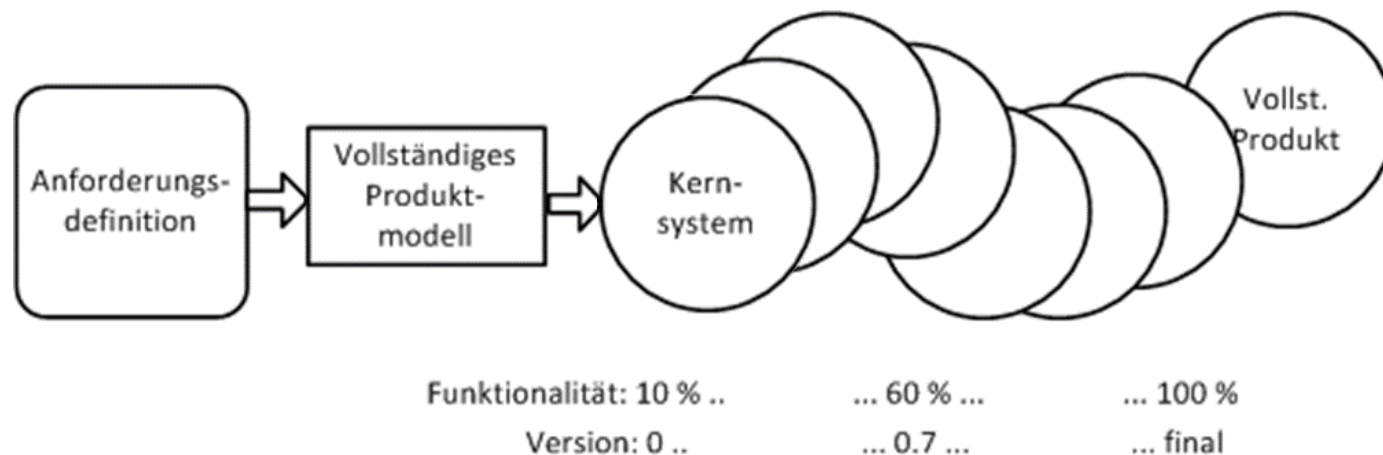 Anforderungs-
definition
Vollständiges
Produkt-
modell
Kern-
system
Vollst.
Produkt
Funktionalität: 10 % .. ... 60 % ... ... 100 %
Version: 0 .. ... 0.7 ... ... final